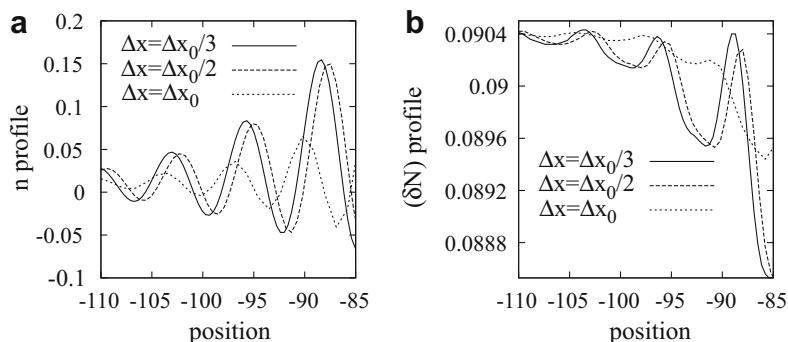 a
n profile
0.2
0.15
0.1
0.05
0
-0.05
-0.1
Δx=Δx₀/3
Δx=Δx₀/2
Δx=Δx₀
-110 -105 -100 -95 -90 -85
position
b
(δN) profile
0.0904
0.09
0.0896
0.0892
0.0888
Δx=Δx₀/3
Δx=Δx₀/2
Δx=Δx₀
-110 -105 -100 -95 -90 -85
position